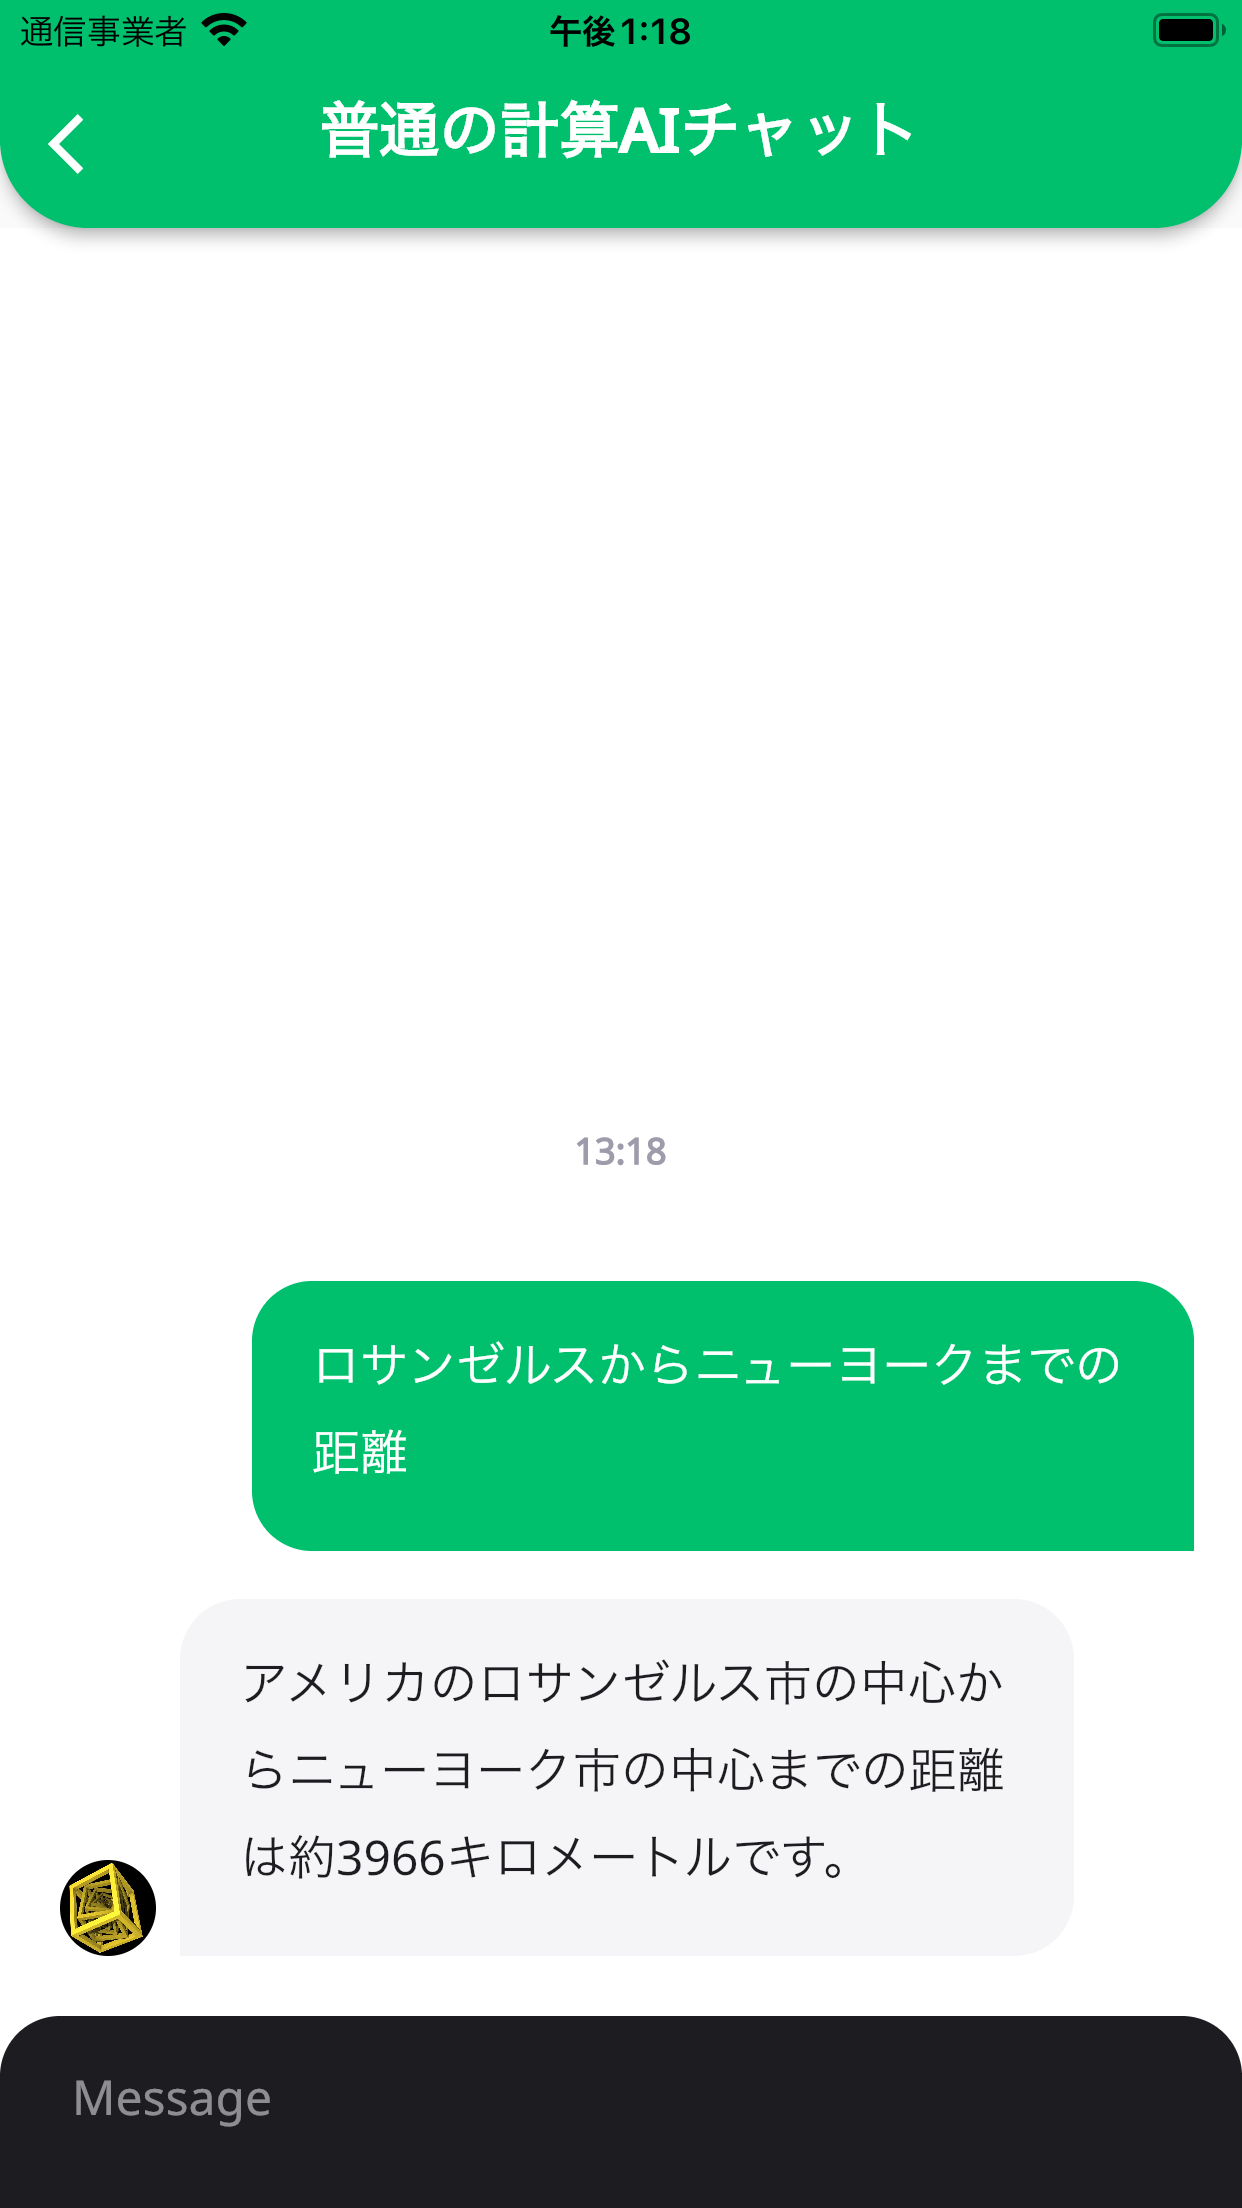 通信事業者
午後1:18
普通の計算AIチャット
13:18
ロサンゼルスからニューヨークまでの
距離
アメリカのロサンゼルス市の中心か
らニューヨーク市の中心までの距離
は約3966キロメートルです。
Message